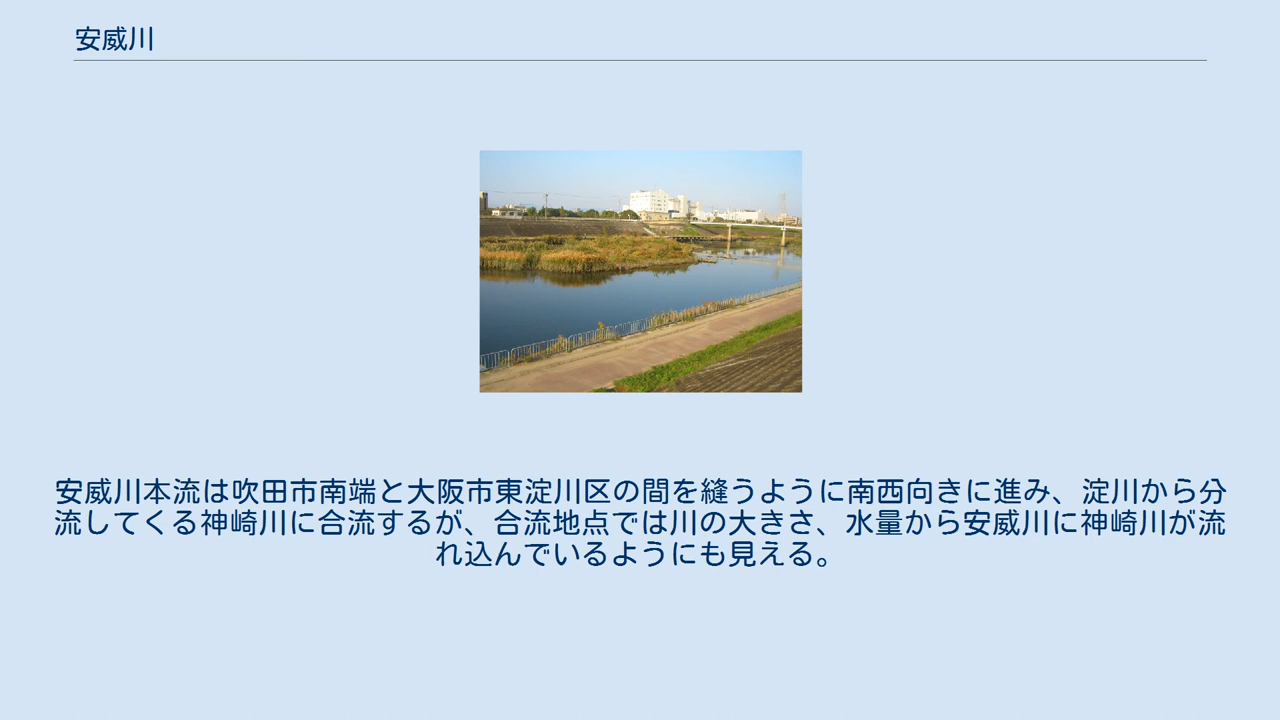 安威川
安威川本流は吹田市南端と大阪市東淀川区の間を縫うように南西向きに進み、淀川から分
流してくる神崎川に合流するが、合流地点では川の大きさ、水量から安威川に神崎川が流
れ込んでいるようにも見える。